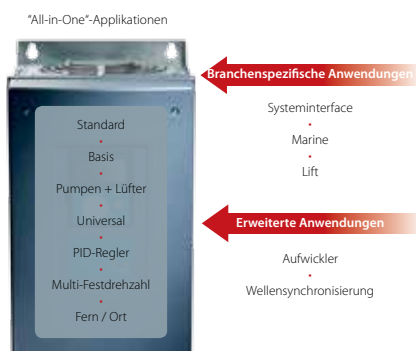 "All-in-One"-Applikationen
Standard
•
Basis
•
Pumpen + Lüfter
•
Universal
•
PID-Regler
•
Multi-Festdrehzahl
•
Fern / Ort
Branchenspezifische Anwendungen
Systeminterface
•
Marine
•
Lift
Erweiterte Anwendungen
Aufwickler
•
Wellensynchronisierung